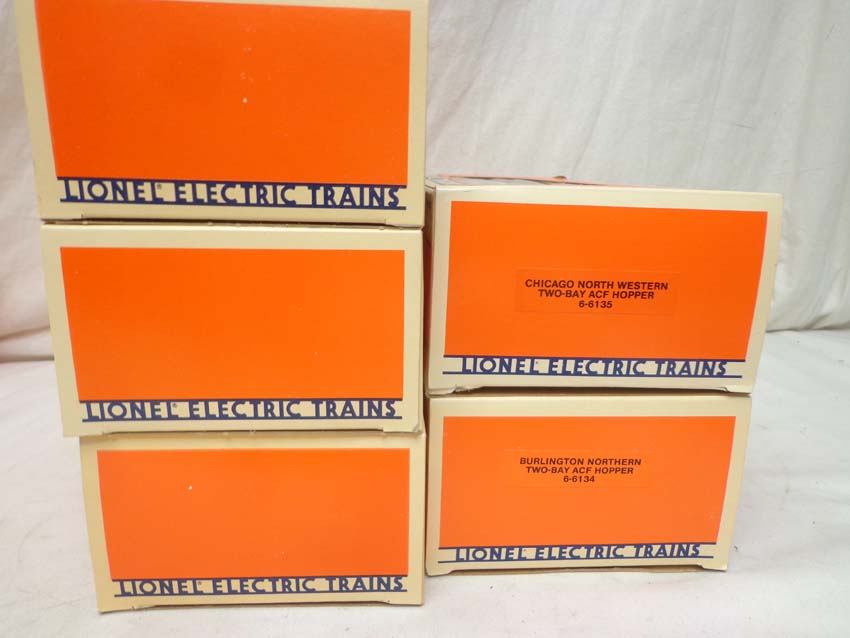 LIONEL® ELECTRIC TRAINS
LIONEL® ELECTRIC TRAINS
LIONEL® ELECTRIC TRAINS
CHICAGO NORTH WESTERN
TWO-BAY ACF HOPPER
6-6135
LIONEL® ELECTRIC TRAINS
BURLINGTON NORTHERN
TWO-BAY ACF HOPPER
6-6134
LIONEL® ELECTRIC TRAINS